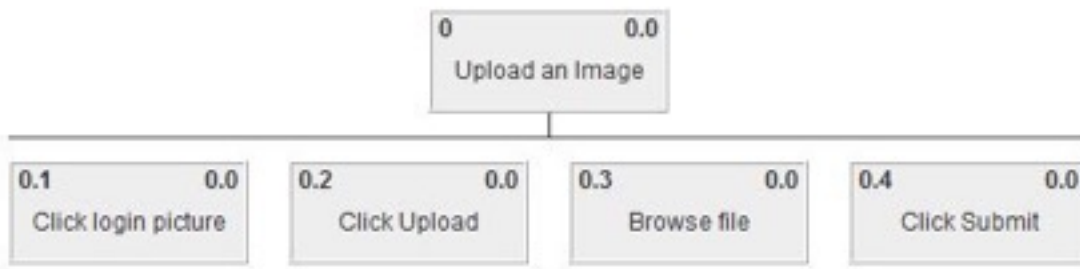 0 0.0
Upload an Image
0.1 0.0
Click login picture
0.2 0.0
Click Upload
0.3 0.0
Browse file
0.4 0.0
Click Submit